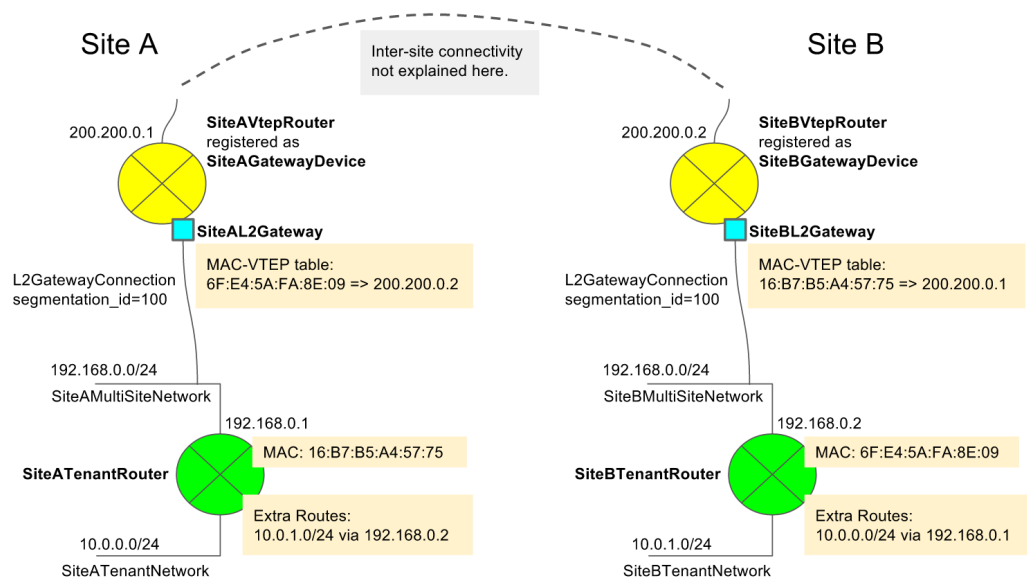 Site A
Inter-site connectivity
not explained here.
Site B
200.200.0.1
SiteAVtepRouter
registered as
SiteAGatewayDevice
200.200.0.2
SiteBVtepRouter
registered as
SiteBGatewayDevice
SiteAL2Gateway
MAC-VTEP table:
6F:E4:5A:FA:8E:09 => 200.200.0.2
L2GatewayConnection
segmentation_id=100
SiteBL2Gateway
MAC-VTEP table:
16:B7:B5:A4:57:75 => 200.200.0.1
L2GatewayConnection
segmentation_id=100
192.168.0.0/24
SiteAMultiSiteNetwork
192.168.0.1
MAC: 16:B7:B5:A4:57:75
SiteATenantRouter
Extra Routes:
10.0.1.0/24 via 192.168.0.2
10.0.0.0/24
SiteATenantNetwork
192.168.0.0/24
SiteBMultiSiteNetwork
192.168.0.2
MAC: 6F:E4:5A:FA:8E:09
SiteBTenantRouter
Extra Routes:
10.0.0.0/24 via 192.168.0.1
10.0.1.0/24
SiteBTenantNetwork